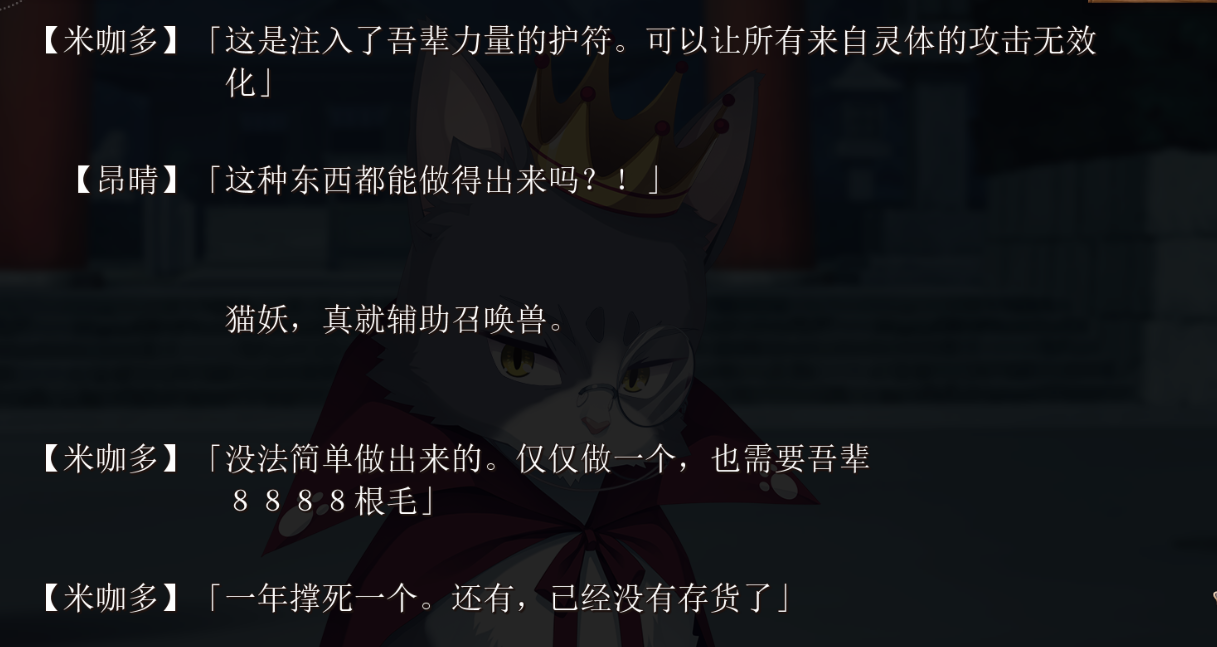 【米咖多】「这是注入了吾辈力量的护符。可以让所有来自灵体的攻击无效
化」
【昂晴】「这种东西都能做得出来吗？！」
猫妖，真就辅助召唤兽。
【米咖多】「没法简单做出来的。仅仅做一个，也需要吾辈
８８８８根毛」
【米咖多】「一年撑死一个。还有，已经没有存货了」